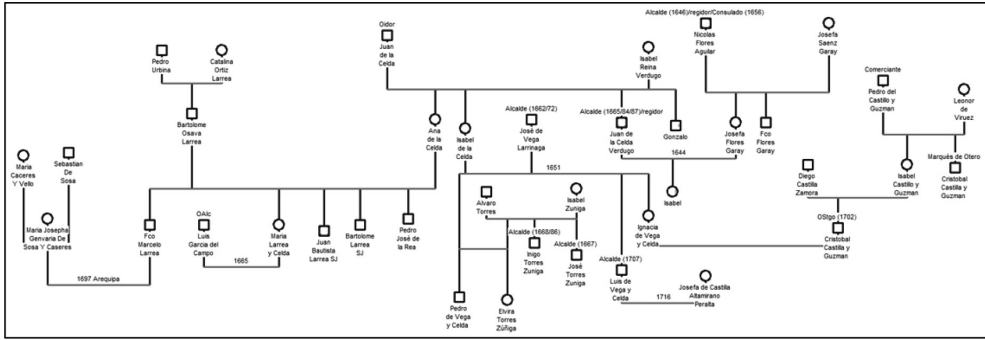 Alcalde (1646)/regidor/Consulado (1656)
Oidor
Juan
de la
Celda
Nicolas
Flores
Aguilar
Josefa
Saenz
Garay
Pedro
Urbina
Catalina
Ortiz
Larrea
Isabel
Reina
Verdugo
Comerciante
Pedro del
Castillo y
Guzman
Leonor
de
Viruez
Bartolome
Osava
Larrea
Ana
de la
Celda
Isabel
de la
Celda
Alcalde (1662/72)
José de
Vega
Larrinaga
Alcalde (1665/84/87)/regidor
Juan de
la Celda
Verdugo
Gonzalo
Josefa
Flores
Garay
Fco
Flores
Garay
1644
Marqués de Otero
Isabel
Castillo y
Guzman
Cristobal
Castilla y
Guzman
Maria
Caceres
Y Vello
Sebastian
De
Sosa
1651
Diego
Castilla
Zamora
Isabel
Alvaro
Torres
Isabel
Zuniga
Maria Josepha
Genvaria De
Sosa Y Caseres
Fco
Marcelo
Larrea
OAlc
Luis
Garcia del
Campo
Maria
Larrea
y Celda
Juan
Bautista
Larrea SJ
Bartolome
Larrea
SJ
Pedro
José de
la Rea
Ignacia
de Vega
y Celda
OStgo (1702)
Cristobal
Castilla y
Guzman
Alcalde (1668/86)
Inigo
Torres
Zuniga
Alcalde (1667)
José
Torres
Zuniga
1665
1697 Arequipa
Alcalde (1707)
Luis de
Vega y
Celda
1716
Josefa de Castilla
Altamirano
Peralta
Pedro
de Vega
y Celda
Elvira
Torres
Zúñiga